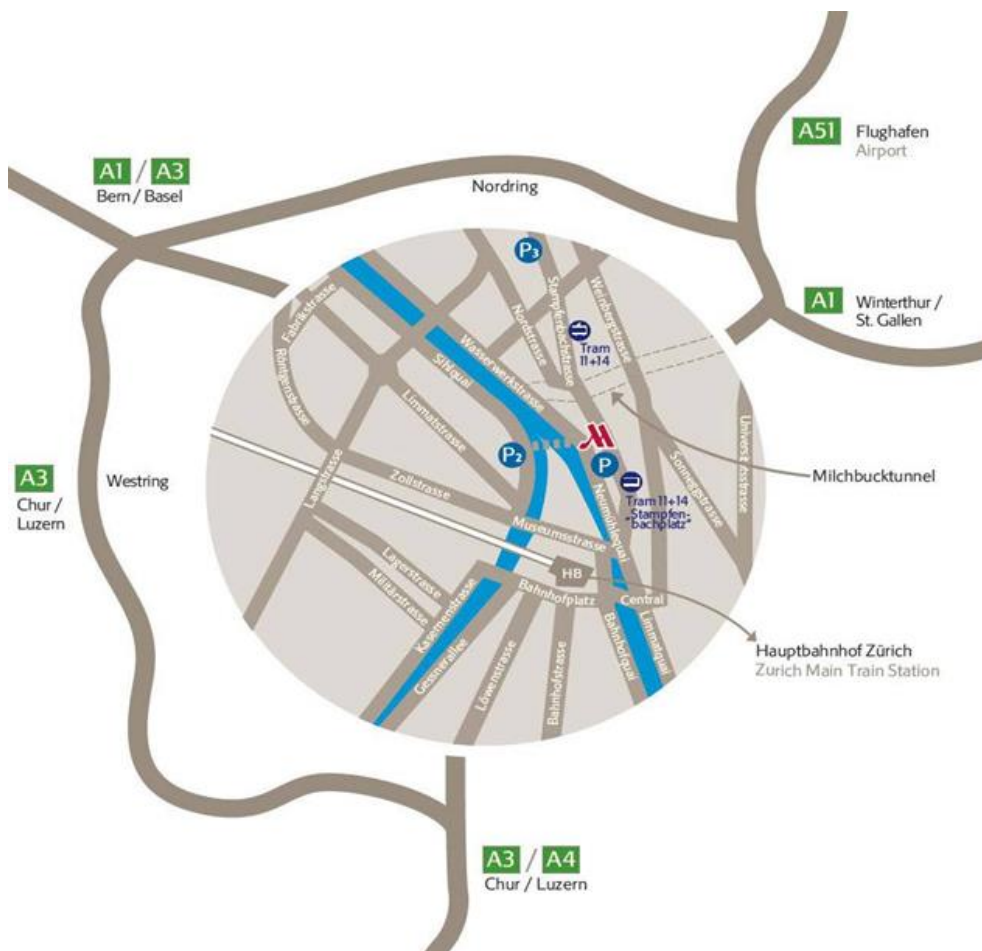 A51 Flughafen
Airport
A1 / A3
Bern / Basel
Nordring
P3
A1 Winterthur /
St. Gallen
Fabrikstrasse
Röntgenstrasse
Sihlquai
Wasserwerkstrasse
Nordstrasse
Stampfenbachstrasse
Weinbergstrasse
Tram
11+14
Limmatstrasse
Langstrasse
Zollstrasse
P2
P
Neumühlequai
Tram 11+14
"Stampfen-
bachplatz"
Sonneggstrasse
Universitätsstrasse
Milchbucktunnel
A3
Chur /
Luzern
Westring
Museumsstrasse
Lagerstrasse
Militärstrasse
HB
Bahnhofplatz
Central
Kasernenstrasse
Gessnerallee
Löwenstrasse
Bahnhofstrasse
Bahnhofquai
Limmatquai
Hauptbahnhof Zürich
Zurich Main Train Station
A3 / A4
Chur / Luzern